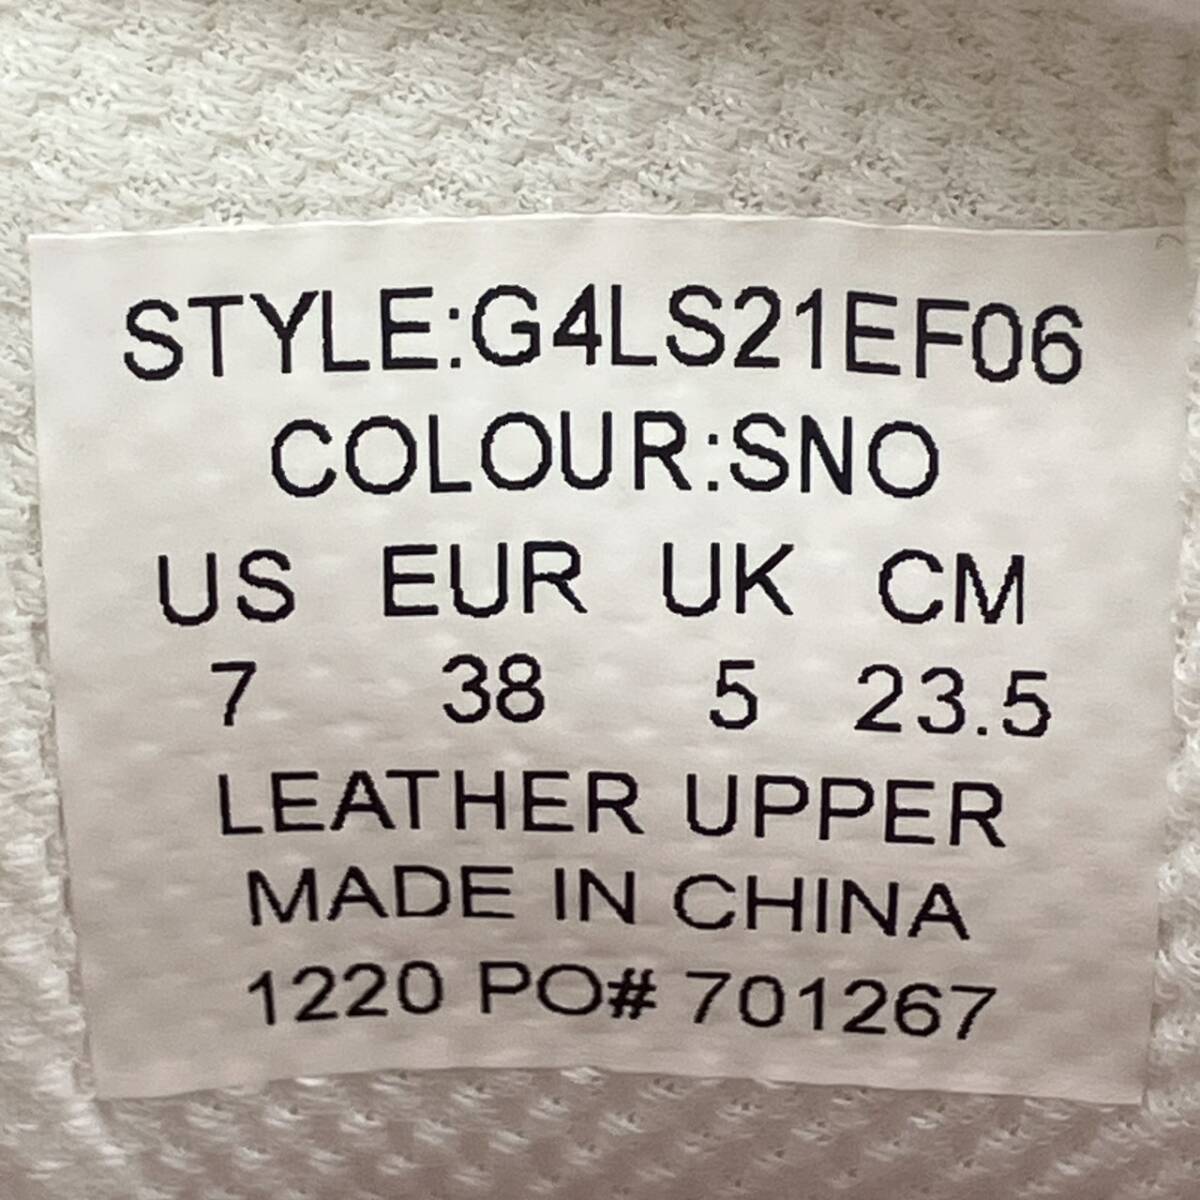 STYLE:G4LS21EF06
COLOUR:SNO
US EUR UK CM
7 38 5 23.5
LEATHER UPPER
MADE IN CHINA
1220 PO# 701267